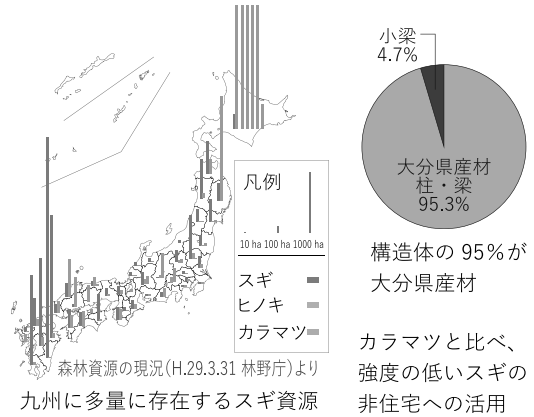 小梁
4.7%
大分県産材
柱・梁
95.3%
構造体の 95%が
大分県産材
凡例
10 ha 100 ha 1000 ha
スギ
ヒノキ
カラマツ
森林資源の現況(H.29.3.31 林野庁)より
九州に多量に存在するスギ資源
カラマツと比べ、
強度の低いスギの
非住宅への活用